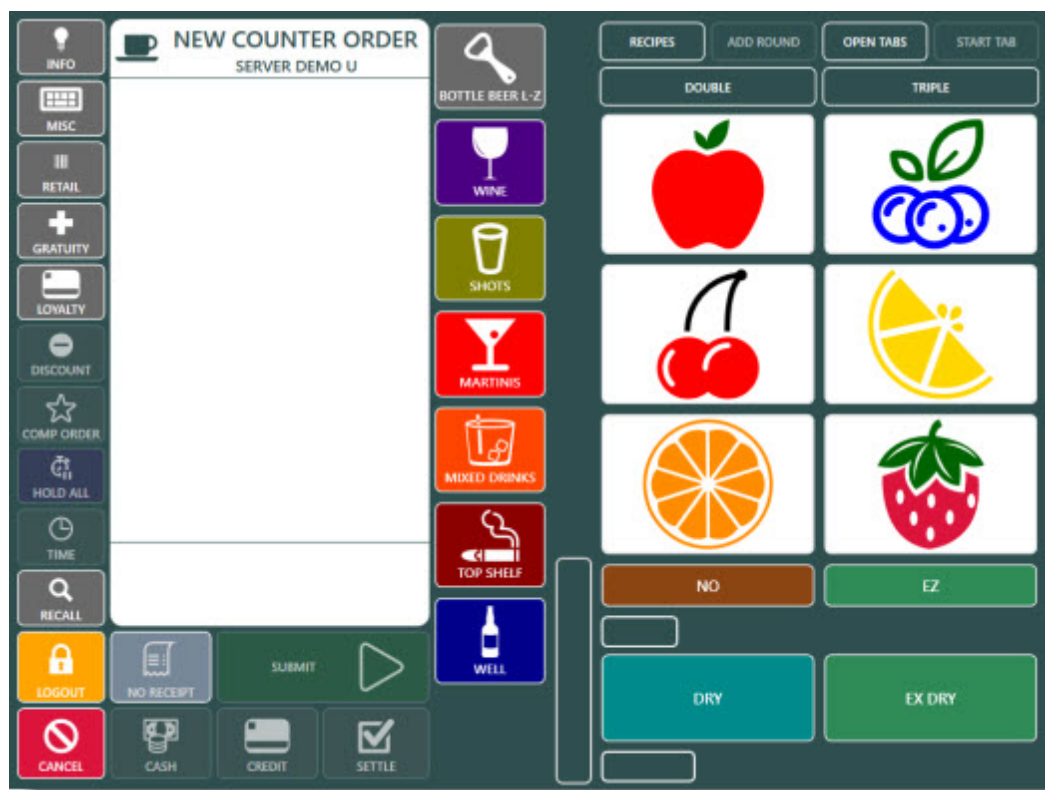 INFO
MISC
RETAIL
GRATUITY
LOYALTY
DISCOUNT
COMP ORDER
HOLD ALL
TIME
RECALL
LOGOUT
CANCEL
NEW COUNTER ORDER
SERVER DEMO U
NO RECEIPT
SUBMIT
CASH
CREDIT
SETTLE
BOTTLE BEER L-Z
WINE
SHOTS
MARTINIS
MIXED DRINKS
TOP SHELF
WELL
RECIPES
ADD ROUND
OPEN TABS
START TAB
DOUBLE
TRIPLE
NO
EZ
DRY
EX DRY